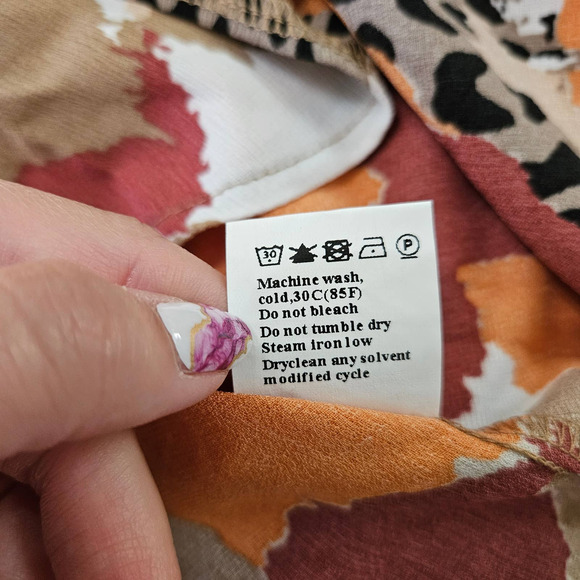 30 P
Machine wash,
cold,30C(85F)
Do not bleach
Do not tumble dry
Steam iron low
Dryclean any solvent
modified cycle